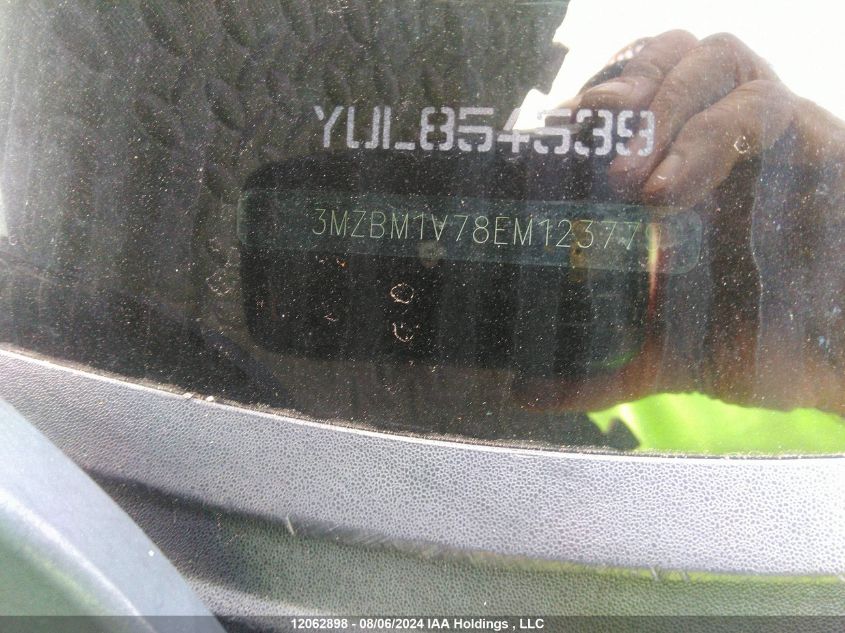 YUL854539
3MZBM1V78EM12377
12062898 - 08/06/2024 IAA Holdings , LLC